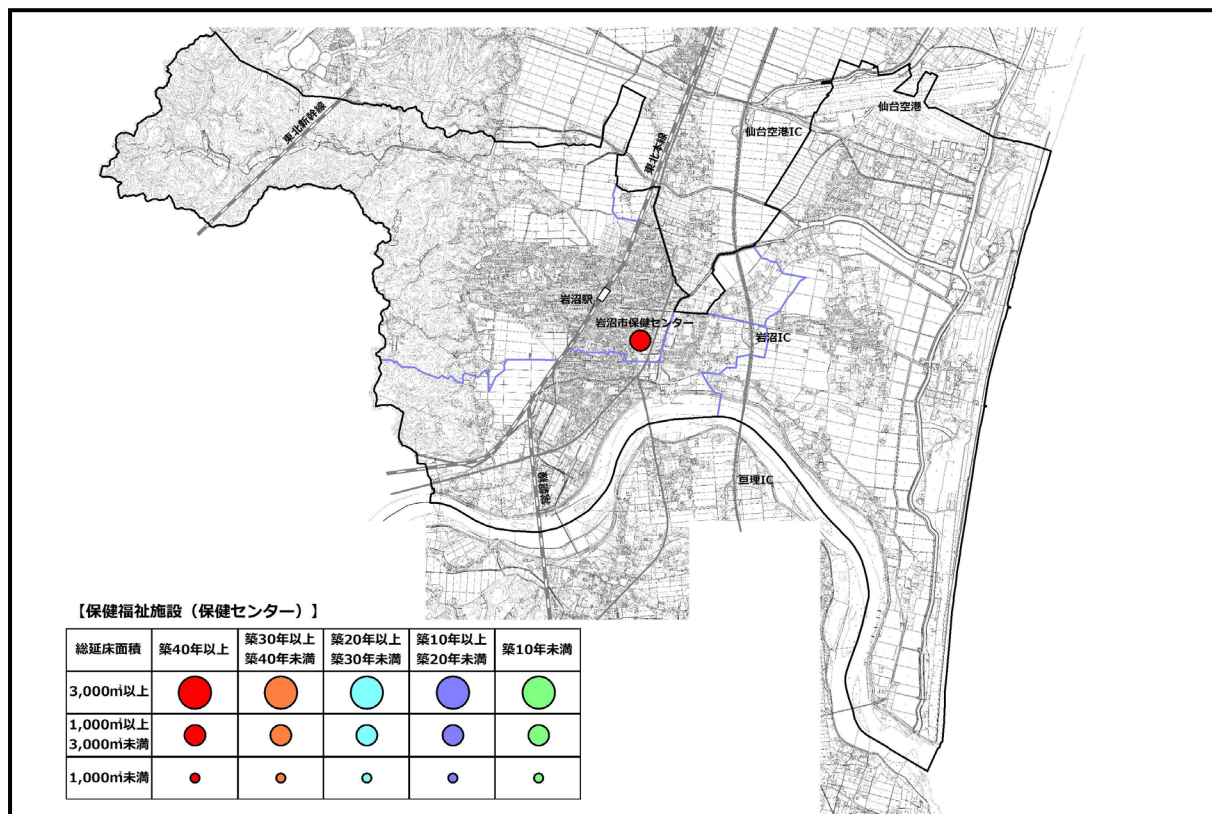 仙台空港
東北新幹線
東北本線
仙台空港IC
岩沼駅
岩沼市保健センター
岩沼IC
亘理IC
常磐線
【保健福祉施設（保健センター）】
総延床面積 築40年以上 築30年以上 築20年以上 築10年以上 築10年未満
築40年未満 築30年未満 築20年未満
3,000㎡以上
1,000㎡以上
3,000㎡未満
1,000㎡未満